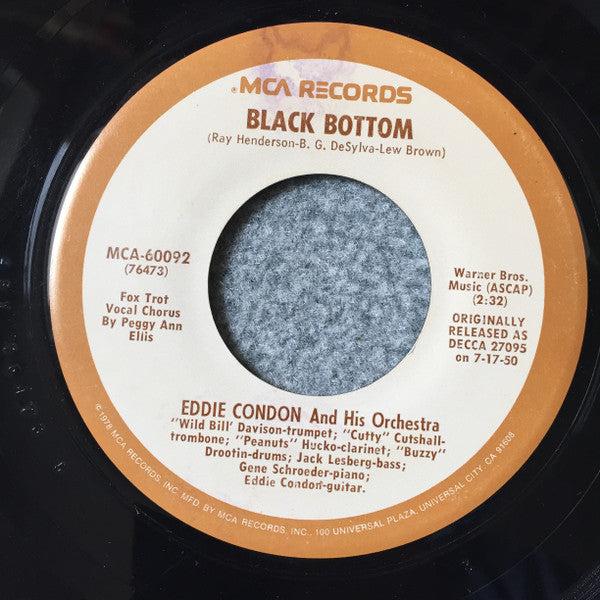 MCA RECORDS
BLACK BOTTOM
(Ray Henderson-B. G. DeSylva-Lew Brown)
MCA-60092
(76473)
Fox Trot
Vocal Chorus
By Peggy Ann
Ellis
Warner Bros.
Music (ASCAP)
(2:32)
ORIGINALLY
RELEASED AS
DECCA 27095
on 7-17-50
EDDIE CONDON And His Orchestra
"Wild Bill' Davison-trumpet; "Cutty" Cutshall-
trombone; "Peanuts" Hucko-clarinet; "Buzzy"
Drootin-drums; Jack Lesberg-bass;
Gene Schroeder-piano;
Eddie Condon-guitar.
© 1978 MCA RECORDS, INC. MFD. BY MCA RECORDS, INC., 100 UNIVERSAL PLAZA, UNIVERSAL CITY, CA 91608